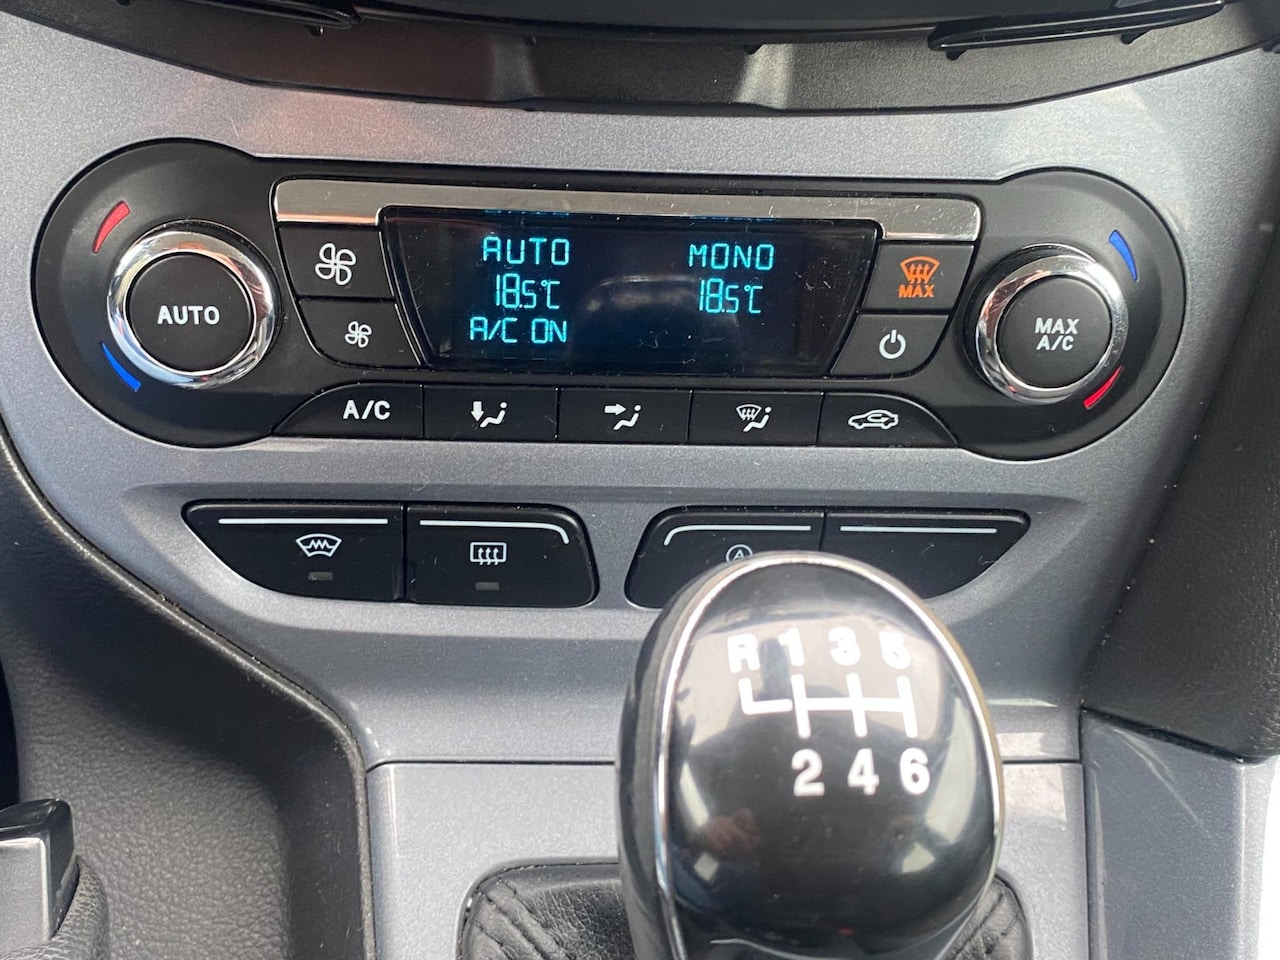 AUTO MONO
18.5°C 18.5°C
A/C ON
AUTO
MAX
MAX
A/C
A/C
A
R 1 3 5
2 4 6